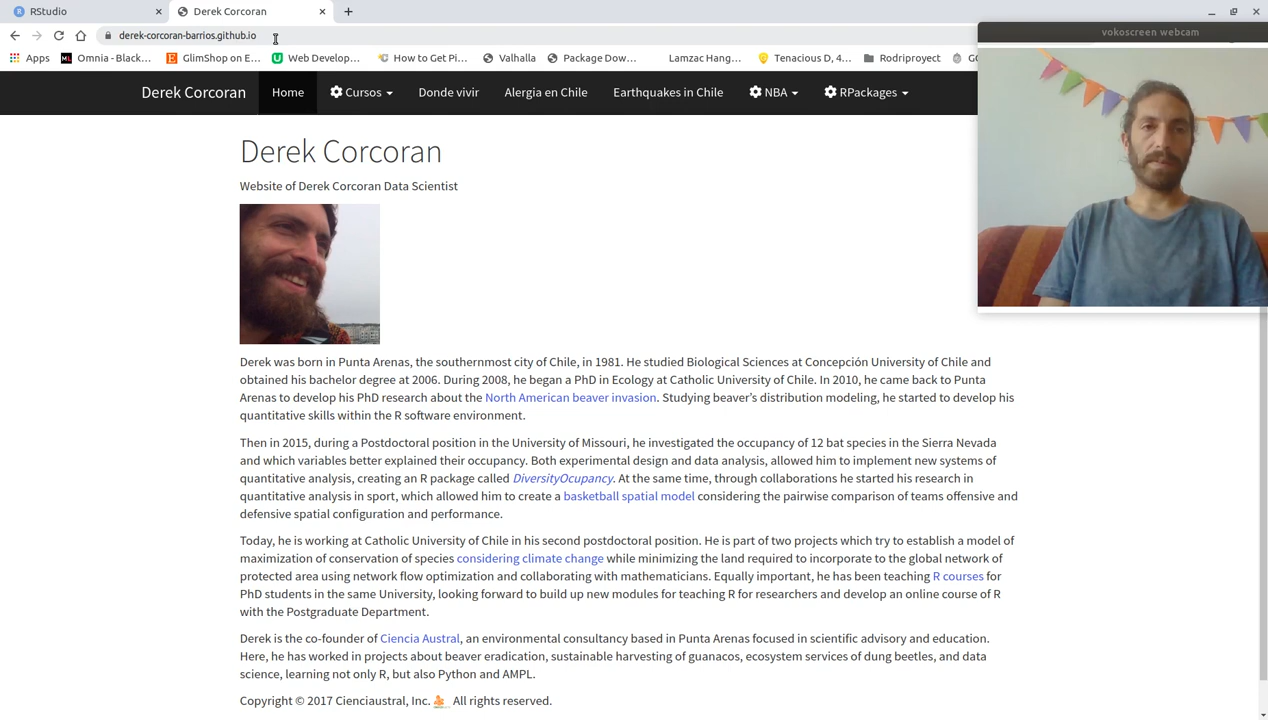 RStudio
Derek Corcoran
derek-corcoran-barrios.github.io
vokoscreen webcam
Apps Omnia - Black... GlimShop on E... Web Develop... How to Get Pi... Valhalla Package Dow... Lamzac Hang... Tenacious D, 4... Rodriproyect
Derek Corcoran Home Cursos Donde vivir Alergia en Chile Earthquakes in Chile NBA RPackages
Derek Corcoran
Website of Derek Corcoran Data Scientist
Derek was born in Punta Arenas, the southernmost city of Chile, in 1981. He studied Biological Sciences at Concepción University of Chile and
obtained his bachelor degree at 2006. During 2008, he began a PhD in Ecology at Catholic University of Chile. In 2010, he came back to Punta
Arenas to develop his PhD research about the North American beaver invasion. Studying beaver's distribution modeling, he started to develop his
quantitative skills within the R software environment.
Then in 2015, during a Postdoctoral position in the University of Missouri, he investigated the occupancy of 12 bat species in the Sierra Nevada
and which variables better explained their occupancy. Both experimental design and data analysis, allowed him to implement new systems of
quantitative analysis, creating an R package called DiversityOcupancy. At the same time, through collaborations he started his research in
quantitative analysis in sport, which allowed him to create a basketball spatial model considering the pairwise comparison of teams offensive and
defensive spatial configuration and performance.
Today, he is working at Catholic University of Chile in his second postdoctoral position. He is part of two projects which try to establish a model of
maximization of conservation of species considering climate change while minimizing the land required to incorporate to the global network of
protected area using network flow optimization and collaborating with mathematicians. Equally important, he has been teaching R courses for
PhD students in the same University, looking forward to build up new modules for teaching R for researchers and develop an online course of R
with the Postgraduate Department.
Derek is the co-founder of Ciencia Austral, an environmental consultancy based in Punta Arenas focused in scientific advisory and education.
Here, he has worked in projects about beaver eradication, sustainable harvesting of guanacos, ecosystem services of dung beetles, and data
science, learning not only R, but also Python and AMPL.
Copyright © 2017 Cienciaustral, Inc. All rights reserved.